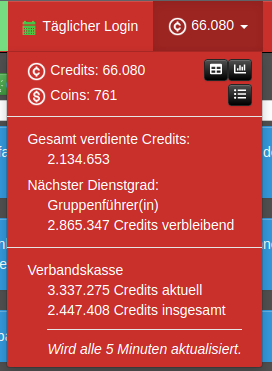 Täglicher Login
66.080
Credits: 66.080
Coins: 761
Gesamt verdiente Credits:
2.134.653
Nächster Dienstgrad:
Gruppenführer(in)
2.865.347 Credits verbleibend
Verbandskasse
3.337.275 Credits aktuell
2.447.408 Credits insgesamt
Wird alle 5 Minuten aktualisiert.